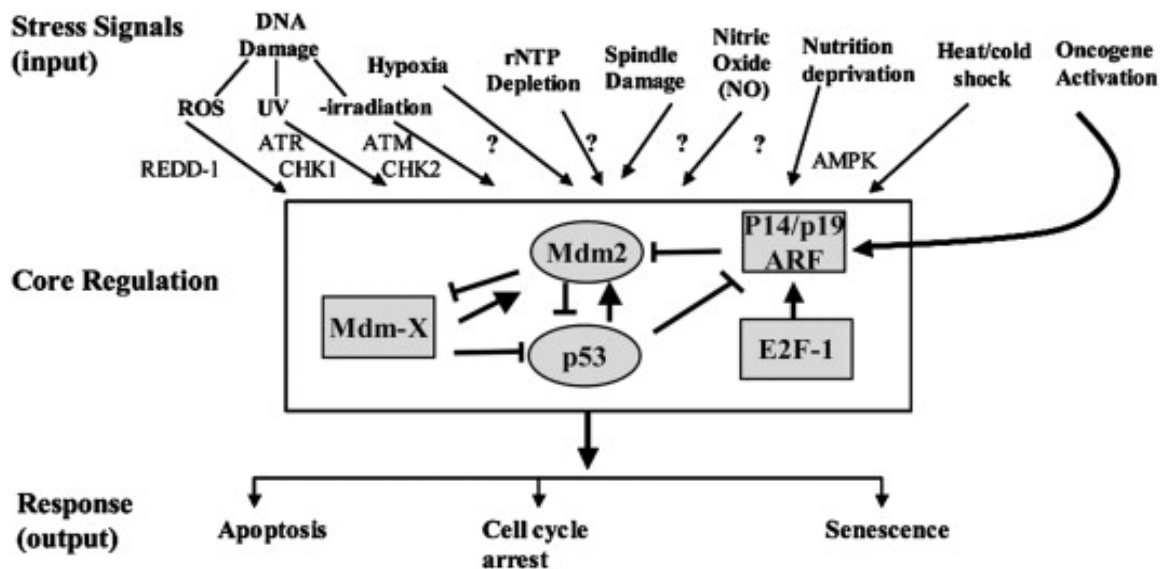 Stress Signals
(input)
DNA
Damage
ROS
UV
-irradiation
Hypoxia
rNTP
Depletion
Spindle
Damage
Nitric
Oxide
(NO)
Nutrition
deprivation
Heat/cold
shock
Oncogene
Activation
REDD-1
ATR
CHK1
ATM
CHK2
?
?
?
?
AMPK
Core Regulation
Mdm2
P14/p19
ARF
Mdm-X
p53
E2F-1
Response
(output)
Apoptosis
Cell cycle
arrest
Senescence